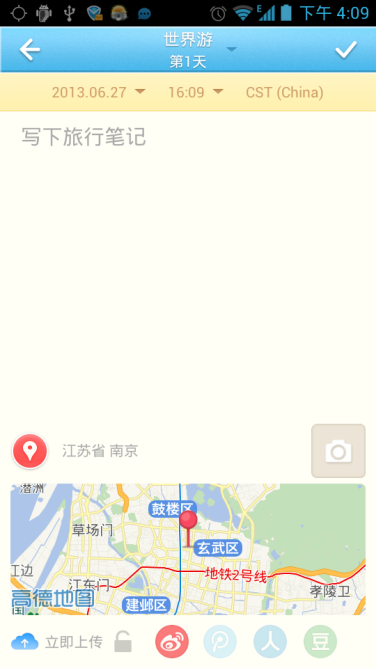 E
下午 4:09
世界游
第1天
2013.06.27 16:09 CST (China)
写下旅行笔记
江苏省 南京
潜洲
鼓楼区
草场门
玄武区
地铁2号线
江边
江东门
孝陵卫
高德地图
建邺区
国
立即上传
人
豆